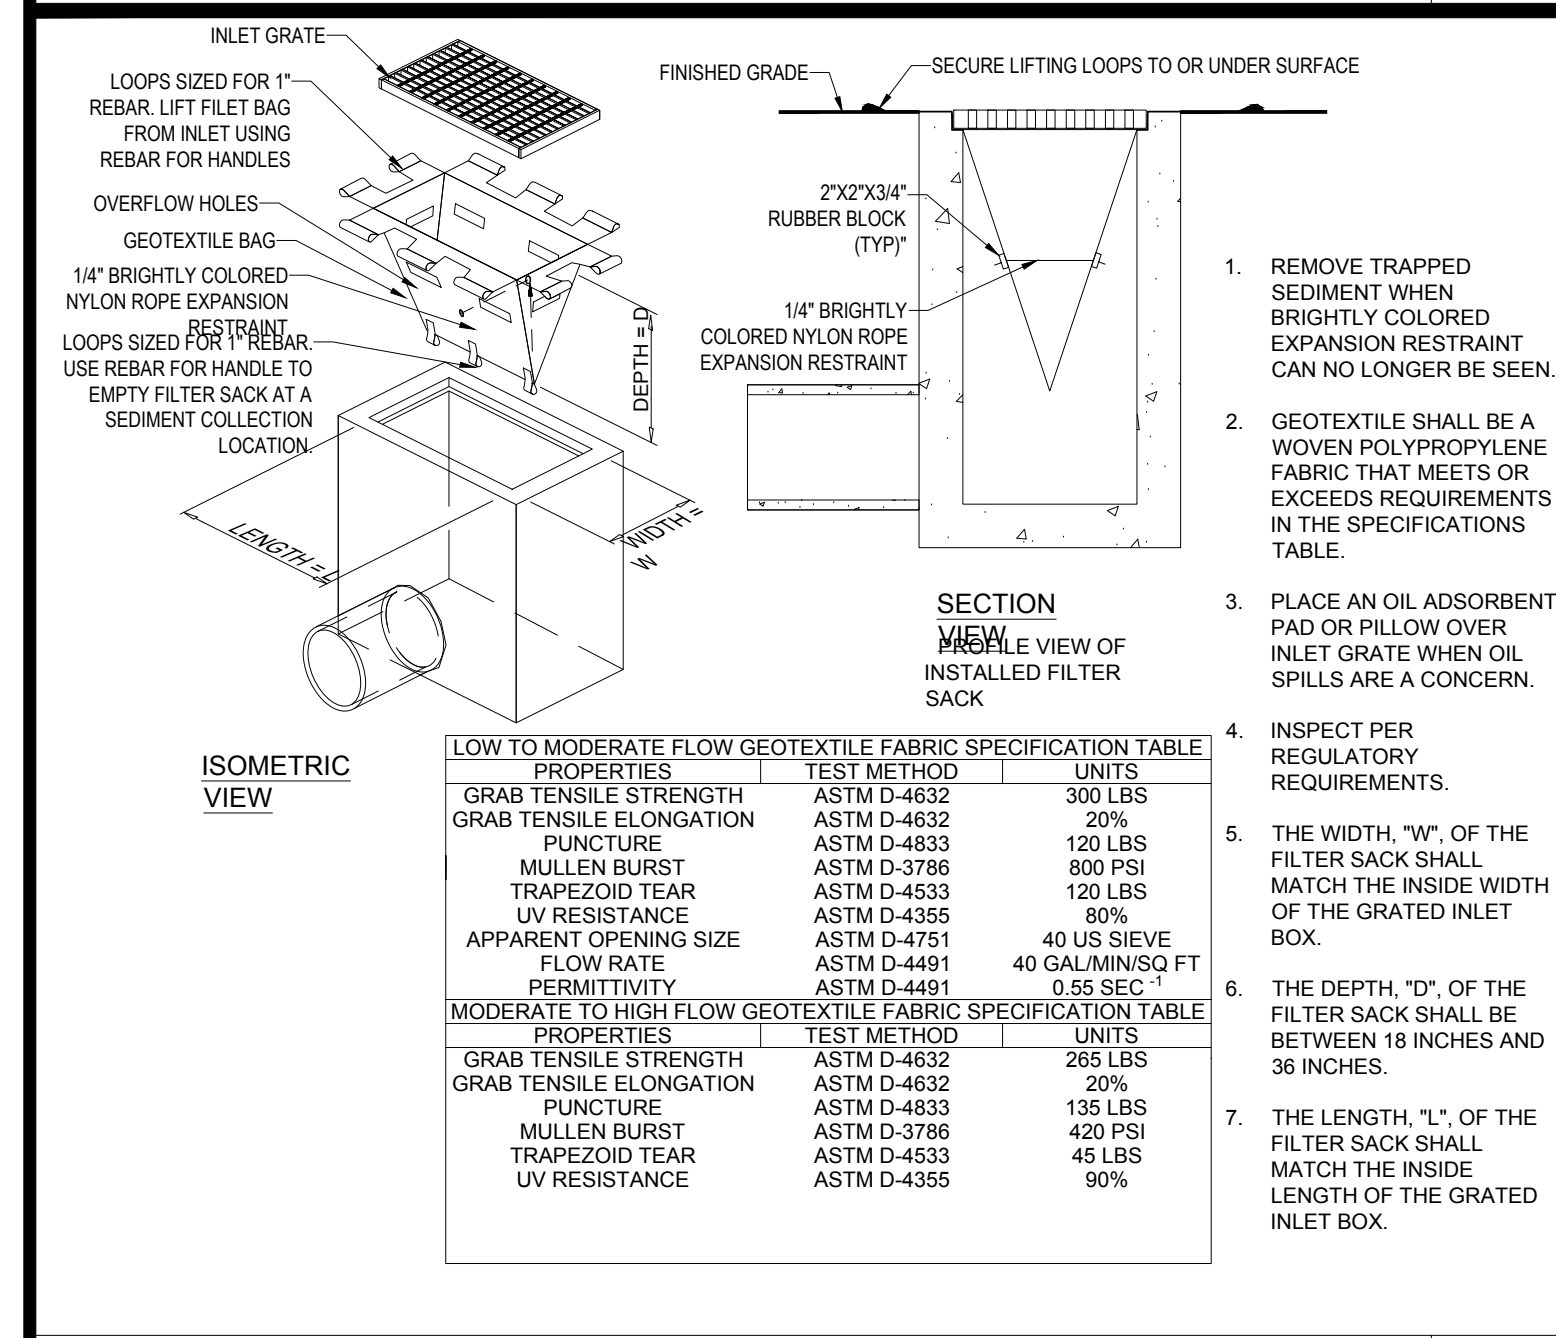 INLET GRATE
LOOPS SIZED FOR 1"
REBAR. LIFT FILET BAG
FROM INLET USING
REBAR FOR HANDLES
OVERFLOW HOLES
GEOTEXTILE BAG
1/4" BRIGHTLY COLORED
NYLON ROPE EXPANSION
RESTRAINT
LOOPS SIZED FOR 1" REBAR.
USE REBAR FOR HANDLE TO
EMPTY FILTER SACK AT A
SEDIMENT COLLECTION
LOCATION.
DEPTH = D
LENGTH = L
WIDTH =
W
ISOMETRIC
VIEW
FINISHED GRADE
SECURE LIFTING LOOPS TO OR UNDER SURFACE
2"X2"X3/4"
RUBBER BLOCK
(TYP)"
1/4" BRIGHTLY
COLORED NYLON ROPE
EXPANSION RESTRAINT
SECTION
VIEW
PROFILE VIEW OF
INSTALLED FILTER
SACK
LOW TO MODERATE FLOW GEOTEXTILE FABRIC SPECIFICATION TABLE
PROPERTIES TEST METHOD UNITS
GRAB TENSILE STRENGTH ASTM D-4632 300 LBS
GRAB TENSILE ELONGATION ASTM D-4632 20%
PUNCTURE ASTM D-4833 120 LBS
MULLEN BURST ASTM D-3786 800 PSI
TRAPEZOID TEAR ASTM D-4533 120 LBS
UV RESISTANCE ASTM D-4355 80%
APPARENT OPENING SIZE ASTM D-4751 40 US SIEVE
FLOW RATE ASTM D-4491 40 GAL/MIN/SQ FT
PERMITTIVITY ASTM D-4491 0.55 SEC -1
MODERATE TO HIGH FLOW GEOTEXTILE FABRIC SPECIFICATION TABLE
PROPERTIES TEST METHOD UNITS
GRAB TENSILE STRENGTH ASTM D-4632 265 LBS
GRAB TENSILE ELONGATION ASTM D-4632 20%
PUNCTURE ASTM D-4833 135 LBS
MULLEN BURST ASTM D-3786 420 PSI
TRAPEZOID TEAR ASTM D-4533 45 LBS
UV RESISTANCE ASTM D-4355 90%
1. REMOVE TRAPPED
SEDIMENT WHEN
BRIGHTLY COLORED
EXPANSION RESTRAINT
CAN NO LONGER BE SEEN.
2. GEOTEXTILE SHALL BE A
WOVEN POLYPROPYLENE
FABRIC THAT MEETS OR
EXCEEDS REQUIREMENTS
IN THE SPECIFICATIONS
TABLE.
3. PLACE AN OIL ADSORBENT
PAD OR PILLOW OVER
INLET GRATE WHEN OIL
SPILLS ARE A CONCERN.
4. INSPECT PER
REGULATORY
REQUIREMENTS.
5. THE WIDTH, "W", OF THE
FILTER SACK SHALL
MATCH THE INSIDE WIDTH
OF THE GRATED INLET
BOX.
6. THE DEPTH, "D", OF THE
FILTER SACK SHALL BE
BETWEEN 18 INCHES AND
36 INCHES.
7. THE LENGTH, "L", OF THE
FILTER SACK SHALL
MATCH THE INSIDE
LENGTH OF THE GRATED
INLET BOX.